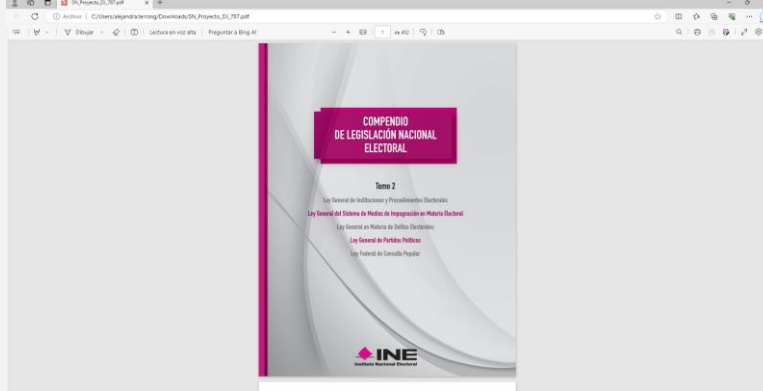 SN_Proyecto_DJ_787.pdf
Archivo | C:/Users/alejandra.terrong/Downloads/SN_Proyecto_DJ_787.pdf
Dibujar
Lectura en voz alta
Preguntar a Bing AI
1
COMPENDIO
DE LEGISLACIÓN NACIONAL
ELECTORAL
Tomo 2
Ley General de Instituciones y Procedimientos Electorales
Ley General del Sistema de Medios de Impugnación en Materia Electoral
Ley General en Materia de Delitos Electorales
Ley General de Partidos Políticos
Ley Federal de Consulta Popular
INE
Instituto Nacional Electoral